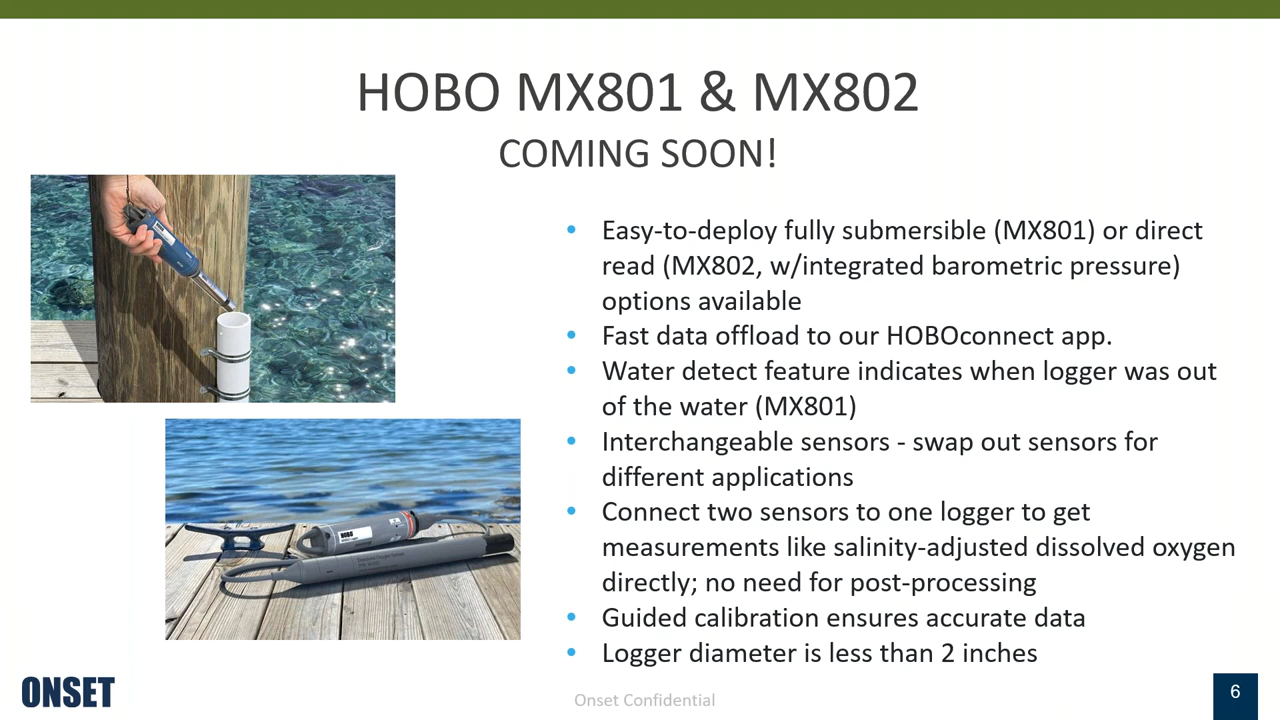 HOBO MX801 & MX802
COMING SOON!
• Easy-to-deploy fully submersible (MX801) or direct
read (MX802, w/integrated barometric pressure)
options available
• Fast data offload to our HOBOconnect app.
• Water detect feature indicates when logger was out
of the water (MX801)
• Interchangeable sensors - swap out sensors for
different applications
• Connect two sensors to one logger to get
measurements like salinity-adjusted dissolved oxygen
directly; no need for post-processing
• Guided calibration ensures accurate data
• Logger diameter is less than 2 inches
HOBO
ONSET
Onset Confidential
6